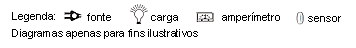 Legenda: fonte carga amperímetro sensor
Diagramas apenas para fins ilustrativos